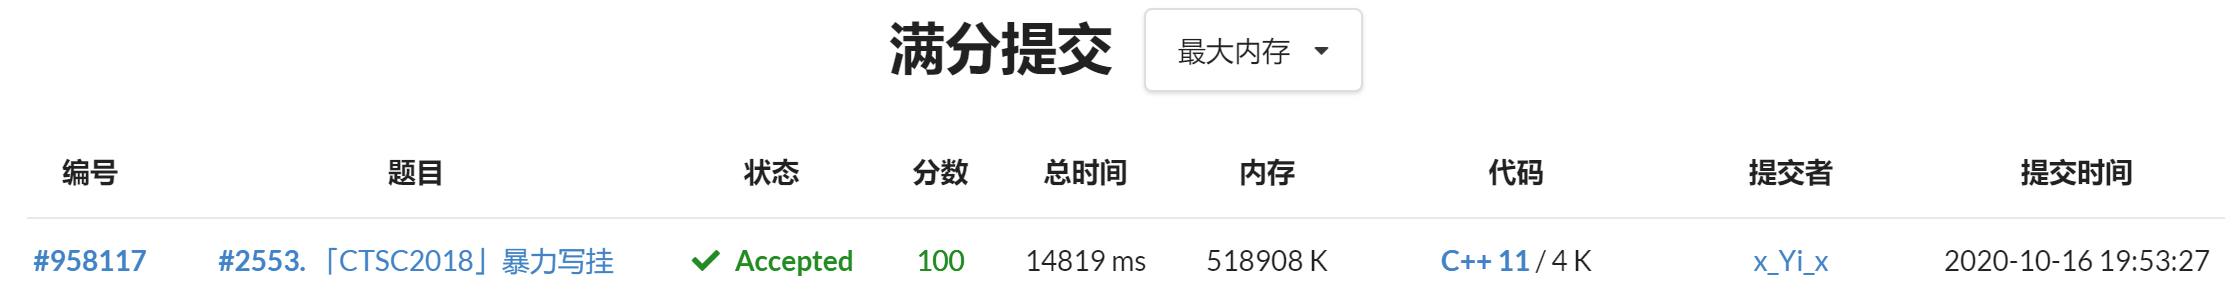 满分提交 最大内存
编号 题目 状态 分数 总时间 内存 代码 提交者 提交时间
#958117 #2553.「CTSC2018」暴力写挂 Accepted 100 14819 ms 518908 K C++ 11 / 4 K x_Yi_x 2020-10-16 19:53:27